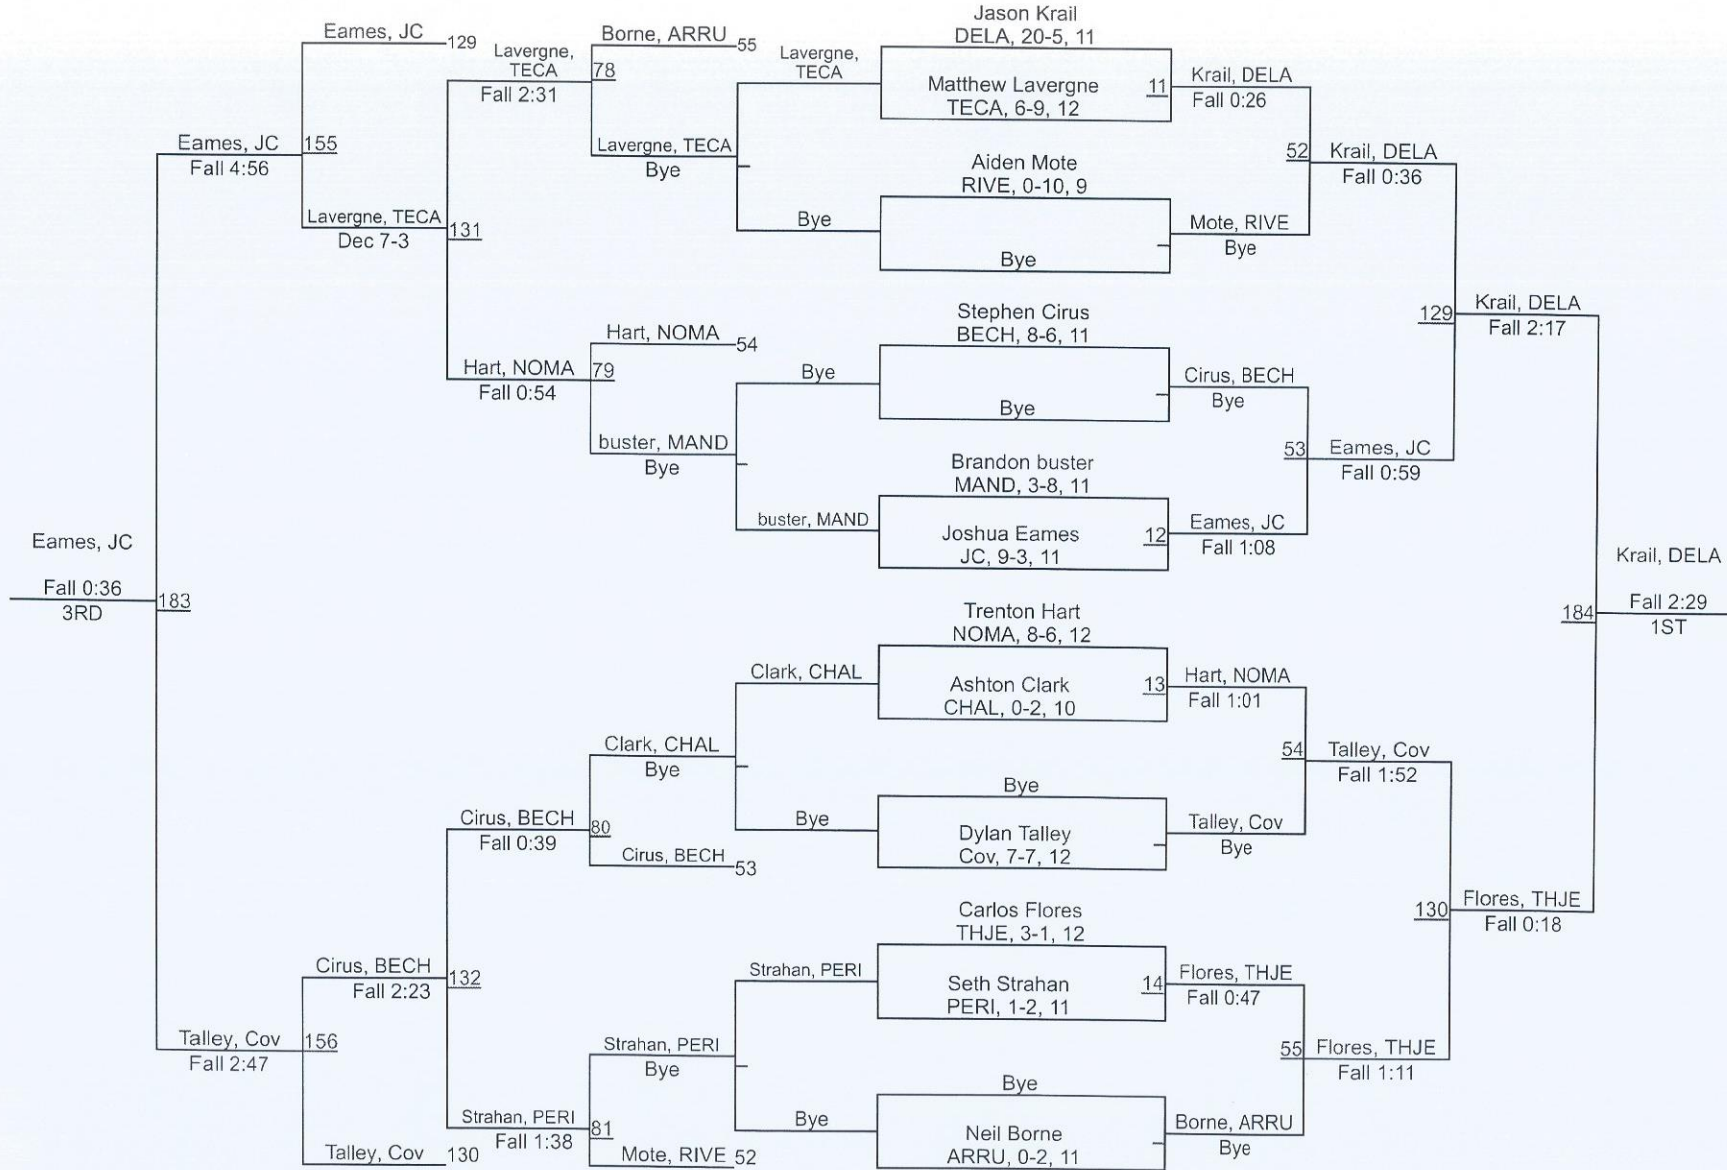 Jason Krail
DELA, 20-5, 11
Matthew Lavergne
TECA, 6-9, 12
11
Aiden Mote
RIVE, 0-10, 9
Bye
Stephen Cirus
BECH, 8-6, 11
Bye
Brandon buster
MAND, 3-8, 11
Joshua Eames
JC, 9-3, 11
12
Trenton Hart
NOMA, 8-6, 12
Ashton Clark
CHAL, 0-2, 10
13
Bye
Dylan Talley
Cov, 7-7, 12
Carlos Flores
THJE, 3-1, 12
Seth Strahan
PERI, 1-2, 11
14
Bye
Neil Borne
ARRU, 0-2, 11
Krail, DELA
Fall 0:26
Mote, RIVE
Bye
Cirus, BECH
Bye
Eames, JC
Fall 1:08
Hart, NOMA
Fall 1:01
Talley, Cov
Bye
Flores, THJE
Fall 0:47
Borne, ARRU
Bye
52
Krail, DELA
Fall 0:36
53
Eames, JC
Fall 0:59
54
Talley, Cov
Fall 1:52
55
Flores, THJE
Fall 1:11
129
Krail, DELA
Fall 2:17
130
Flores, THJE
Fall 0:18
Krail, DELA
184
Fall 2:29
1ST
Lavergne,
TECA
Bye
Bye
buster, MAND
Clark, CHAL
Bye
Strahan, PERI
Bye
Borne, ARRU
55
Lavergne, TECA
Bye
Hart, NOMA
54
buster, MAND
Bye
Clark, CHAL
Bye
Cirus, BECH
53
Strahan, PERI
Bye
Mote, RIVE
52
Lavergne,
TECA
78
Fall 2:31
Hart, NOMA
79
Fall 0:54
Cirus, BECH
80
Fall 0:39
Strahan, PERI
81
Fall 1:38
Eames, JC
129
Lavergne, TECA
131
Dec 7-3
Cirus, BECH
132
Fall 2:23
Talley, Cov
130
Eames, JC
155
Fall 4:56
Talley, Cov
156
Fall 2:47
Eames, JC
Fall 0:36
183
3RD